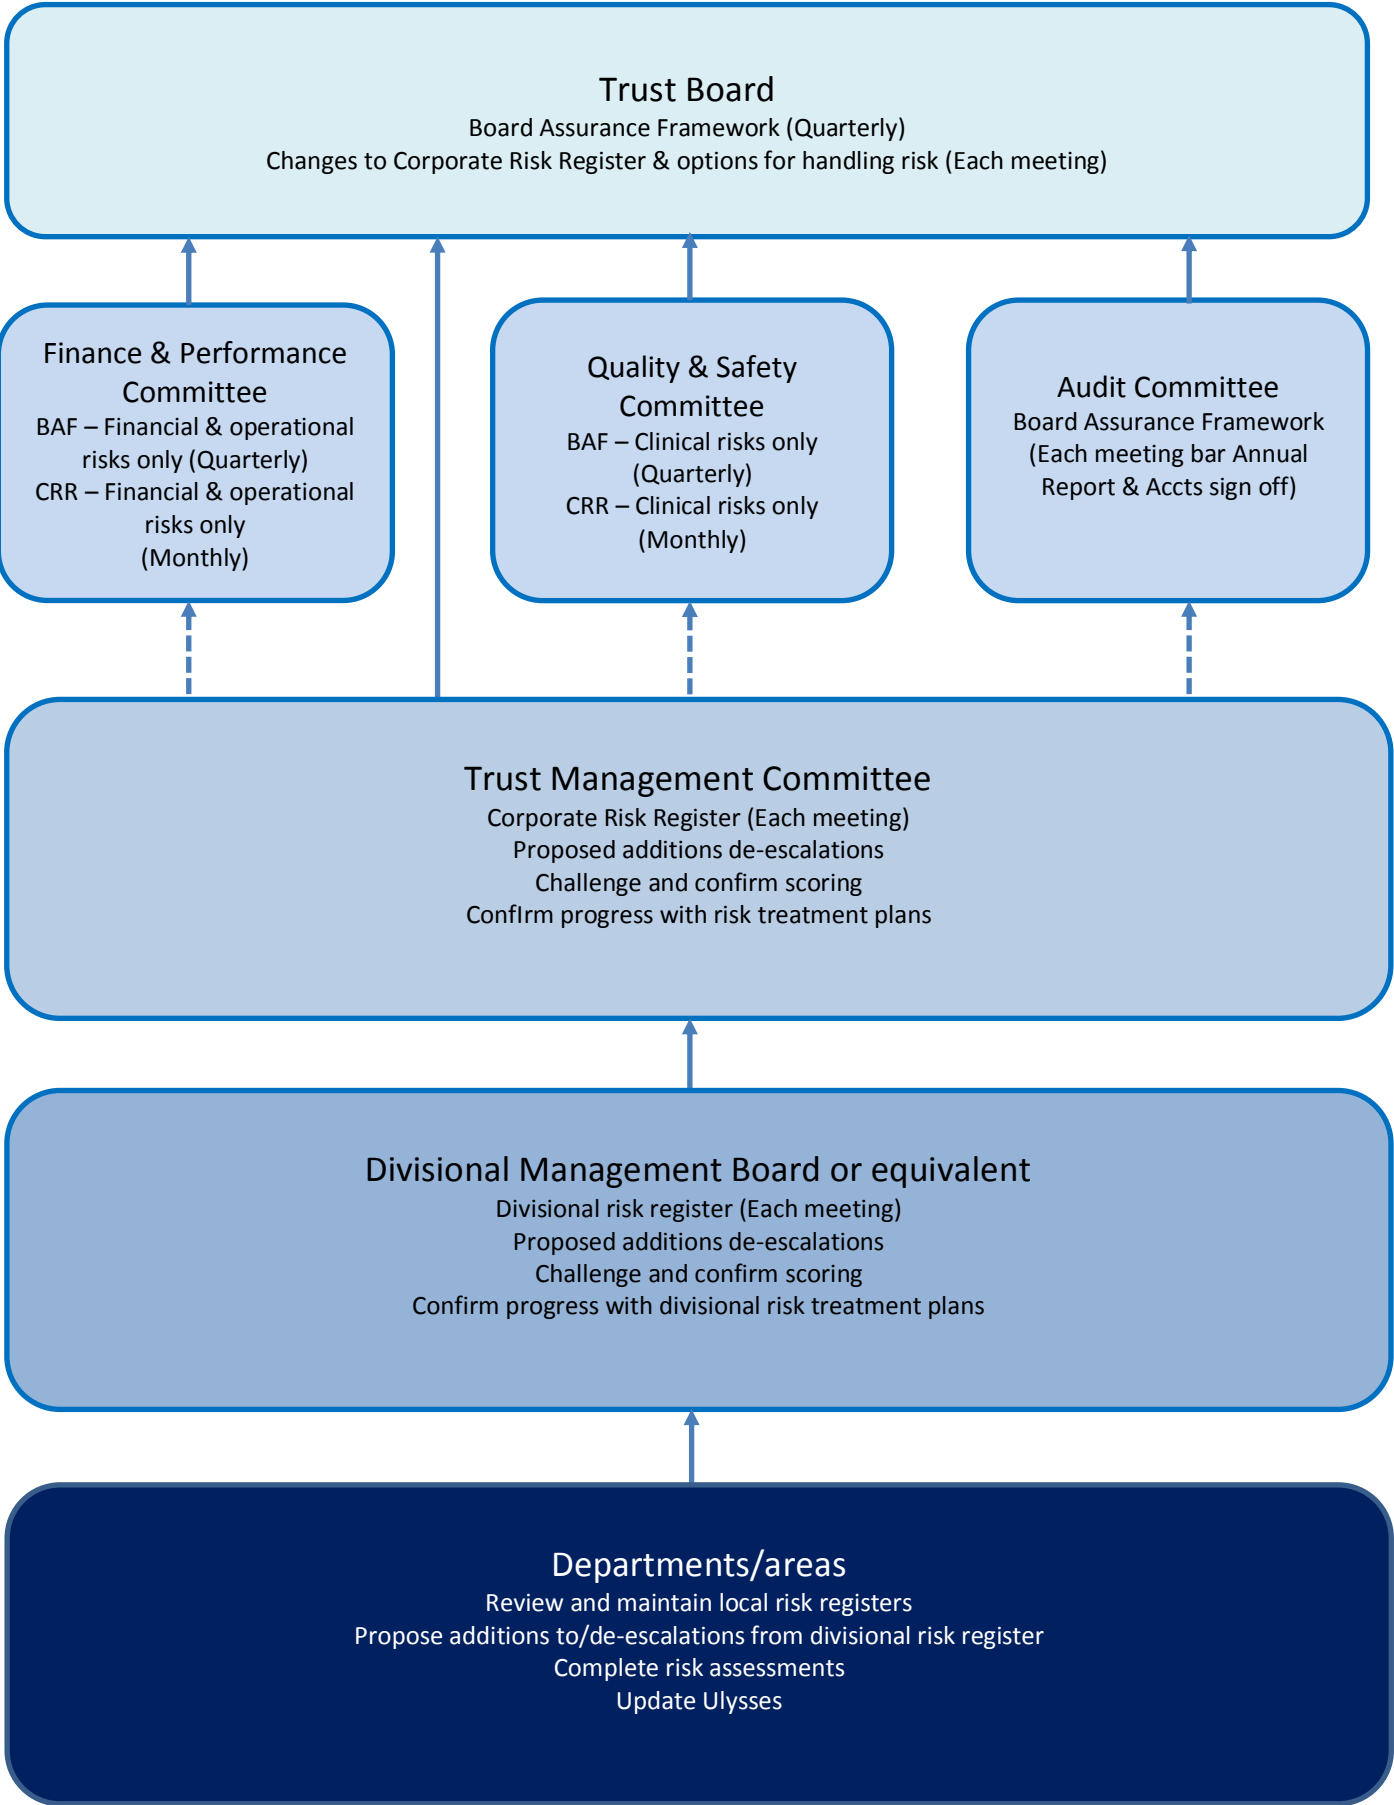 Trust Board
Board Assurance Framework (Quarterly)
Changes to Corporate Risk Register & options for handling risk (Each meeting)
Finance & Performance
Committee
BAF – Financial & operational
risks only (Quarterly)
CRR – Financial & operational
risks only
(Monthly)
Quality & Safety
Committee
BAF – Clinical risks only
(Quarterly)
CRR – Clinical risks only
(Monthly)
Audit Committee
Board Assurance Framework
(Each meeting bar Annual
Report & Accts sign off)
Trust Management Committee
Corporate Risk Register (Each meeting)
Proposed additions de-escalations
Challenge and confirm scoring
ConfIrm progress with risk treatment plans
Divisional Management Board or equivalent
Divisional risk register (Each meeting)
Proposed additions de-escalations
Challenge and confirm scoring
Confirm progress with divisional risk treatment plans
Departments/areas
Review and maintain local risk registers
Propose additions to/de-escalations from divisional risk register
Complete risk assessments
Update Ulysses